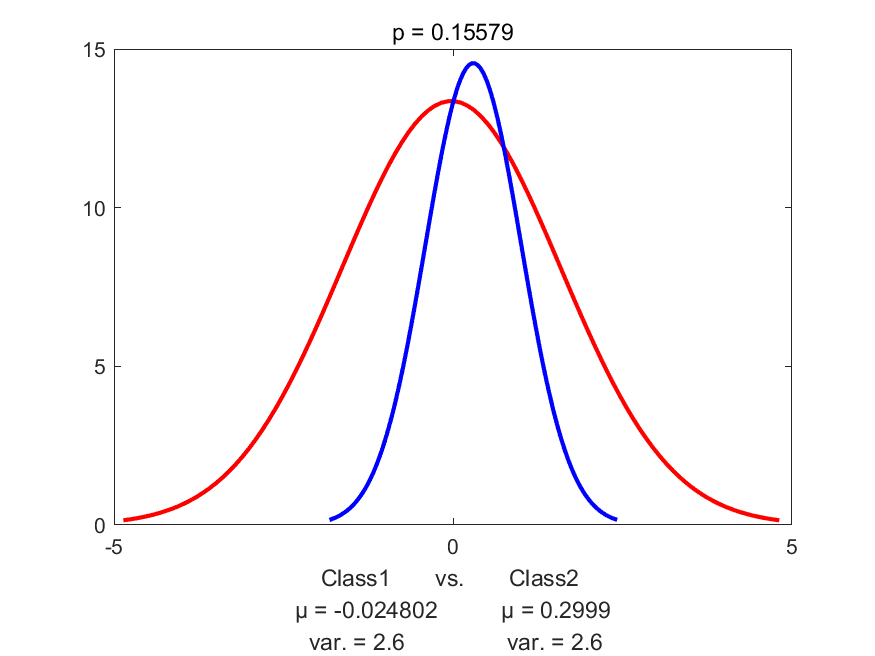 p = 0.15579
15
10
5
0
-5 0 5
Class1 vs. Class2
μ = -0.024802 μ = 0.2999
var. = 2.6 var. = 2.6